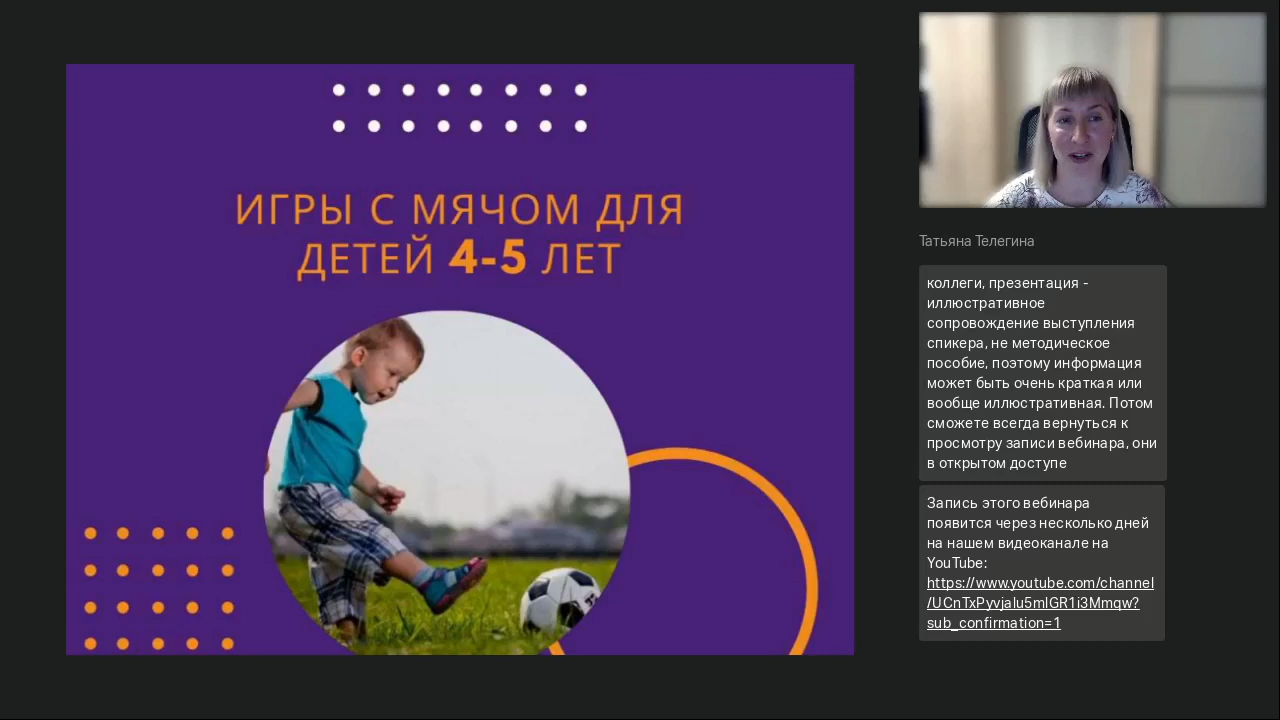 ИГРЫ С МЯЧОМ ДЛЯ
ДЕТЕЙ 4-5 ЛЕТ
Татьяна Телегина
коллеги, презентация -
иллюстративное
сопровождение выступления
спикера, не методическое
пособие, поэтому информация
может быть очень краткая или
вообще иллюстративная. Потом
сможете всегда вернуться к
просмотру записи вебинара, они
в открытом доступе
Запись этого вебинара
появится через несколько дней
на нашем видеоканале на
YouTube:
https://www.youtube.com/channel
/UCnTxPyvjalu5mlGR1i3Mmqw?
sub_confirmation=1